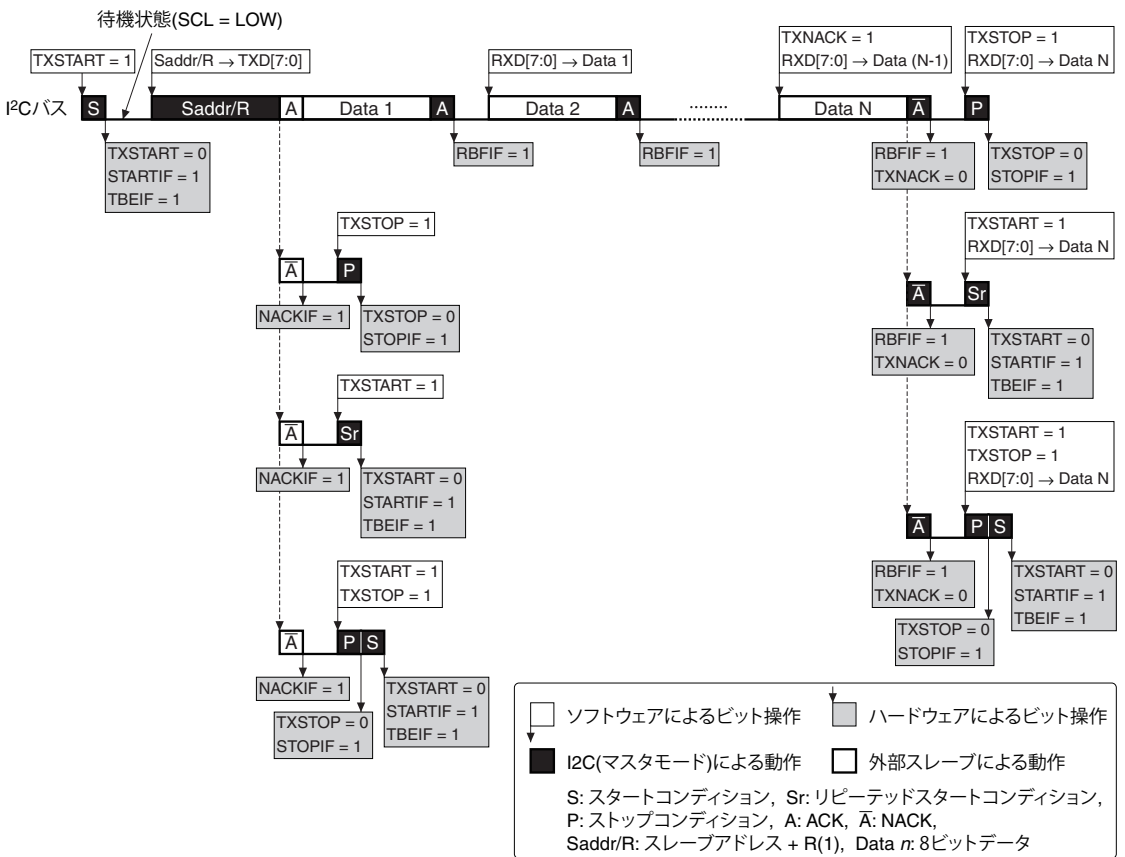 待機状態(SCL = LOW)
TXSTART = 1
Saddr/R → TXD[7:0]
RXD[7:0] → Data 1
TXNACK = 1
RXD[7:0] → Data (N-1)
TXSTOP = 1
RXD[7:0] → Data N
I²Cバス
S
Saddr/R
A
Data 1
A
Data 2
A
........
Data N
A̅
P
TXSTART = 0
STARTIF = 1
TBEIF = 1
RBFIF = 1
RBFIF = 1
RBFIF = 1
TXNACK = 0
TXSTOP = 0
STOPIF = 1
TXSTOP = 1
A̅
P
NACKIF = 1
TXSTOP = 0
STOPIF = 1
TXSTART = 1
RXD[7:0] → Data N
A̅
Sr
RBFIF = 1
TXNACK = 0
TXSTART = 0
STARTIF = 1
TBEIF = 1
TXSTART = 1
A̅
Sr
NACKIF = 1
TXSTART = 0
STARTIF = 1
TBEIF = 1
TXSTART = 1
TXSTOP = 1
RXD[7:0] → Data N
A̅
P
S
RBFIF = 1
TXNACK = 0
TXSTOP = 0
STOPIF = 1
TXSTART = 0
STARTIF = 1
TBEIF = 1
TXSTART = 1
TXSTOP = 1
A̅
P
S
NACKIF = 1
TXSTOP = 0
STOPIF = 1
TXSTART = 0
STARTIF = 1
TBEIF = 1
ソフトウェアによるビット操作
ハードウェアによるビット操作
I2C(マスタモード)による動作
外部スレーブによる動作
S: スタートコンディション, Sr: リピーテッドスタートコンディション,
P: ストップコンディション, A: ACK, A̅: NACK,
Saddr/R: スレーブアドレス + R(1), Data n: 8ビットデータ